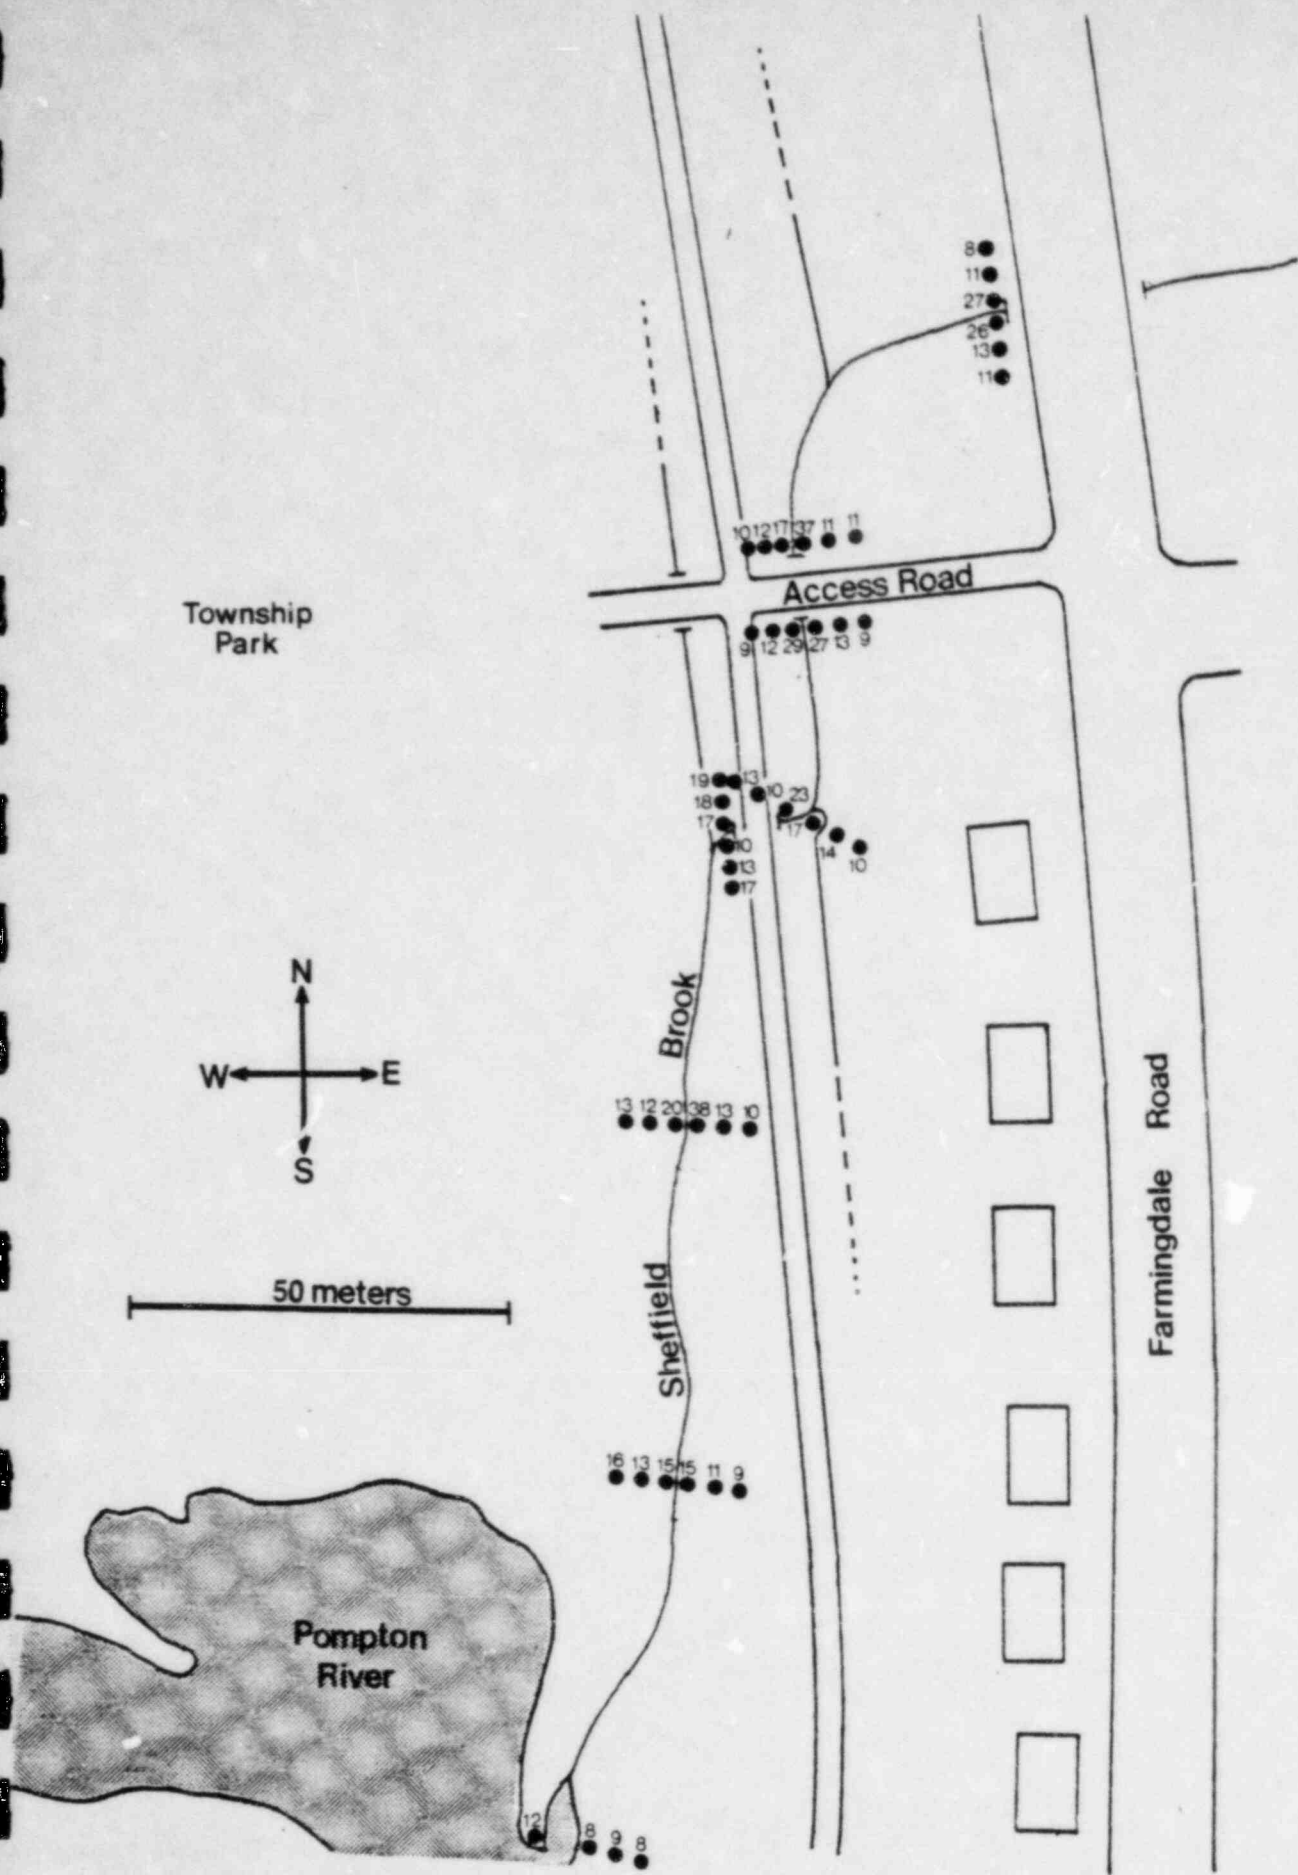 8
11
27
26
13
11
10 12 17 37 11 11
Access Road
Township
Park
9 12 29 27 13 9
19 13
10 23
18
17
17
10
14
13
10
17
N
W E
S
Brook
13 12 20 38 13 10
50 meters
Sheffield
Farmingdale Road
16 13 15 15 11 9
Pompton
River
12
8 9 8